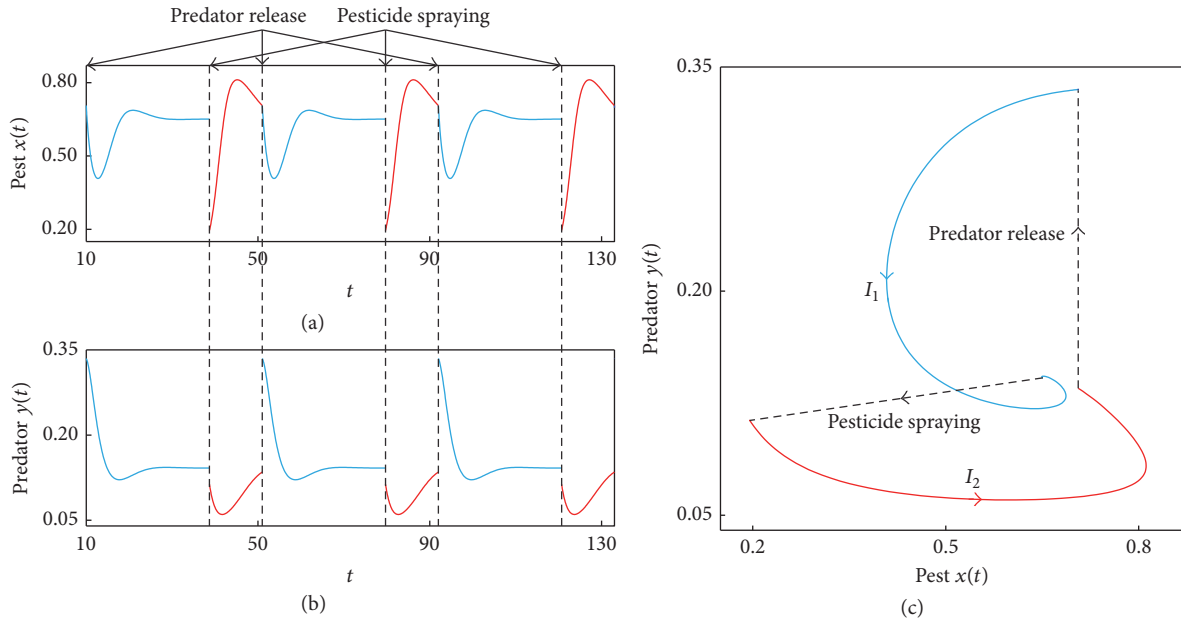 Predator release
Pesticide spraying
0.80
0.50
0.20
Pest x(t)
10
50
90
130
t
(a)
0.35
0.20
0.05
Predator y(t)
10
50
90
130
t
(b)
0.35
0.20
0.05
Predator y(t)
Predator release
I1
Pesticide spraying
I2
0.2
0.5
0.8
Pest x(t)
(c)